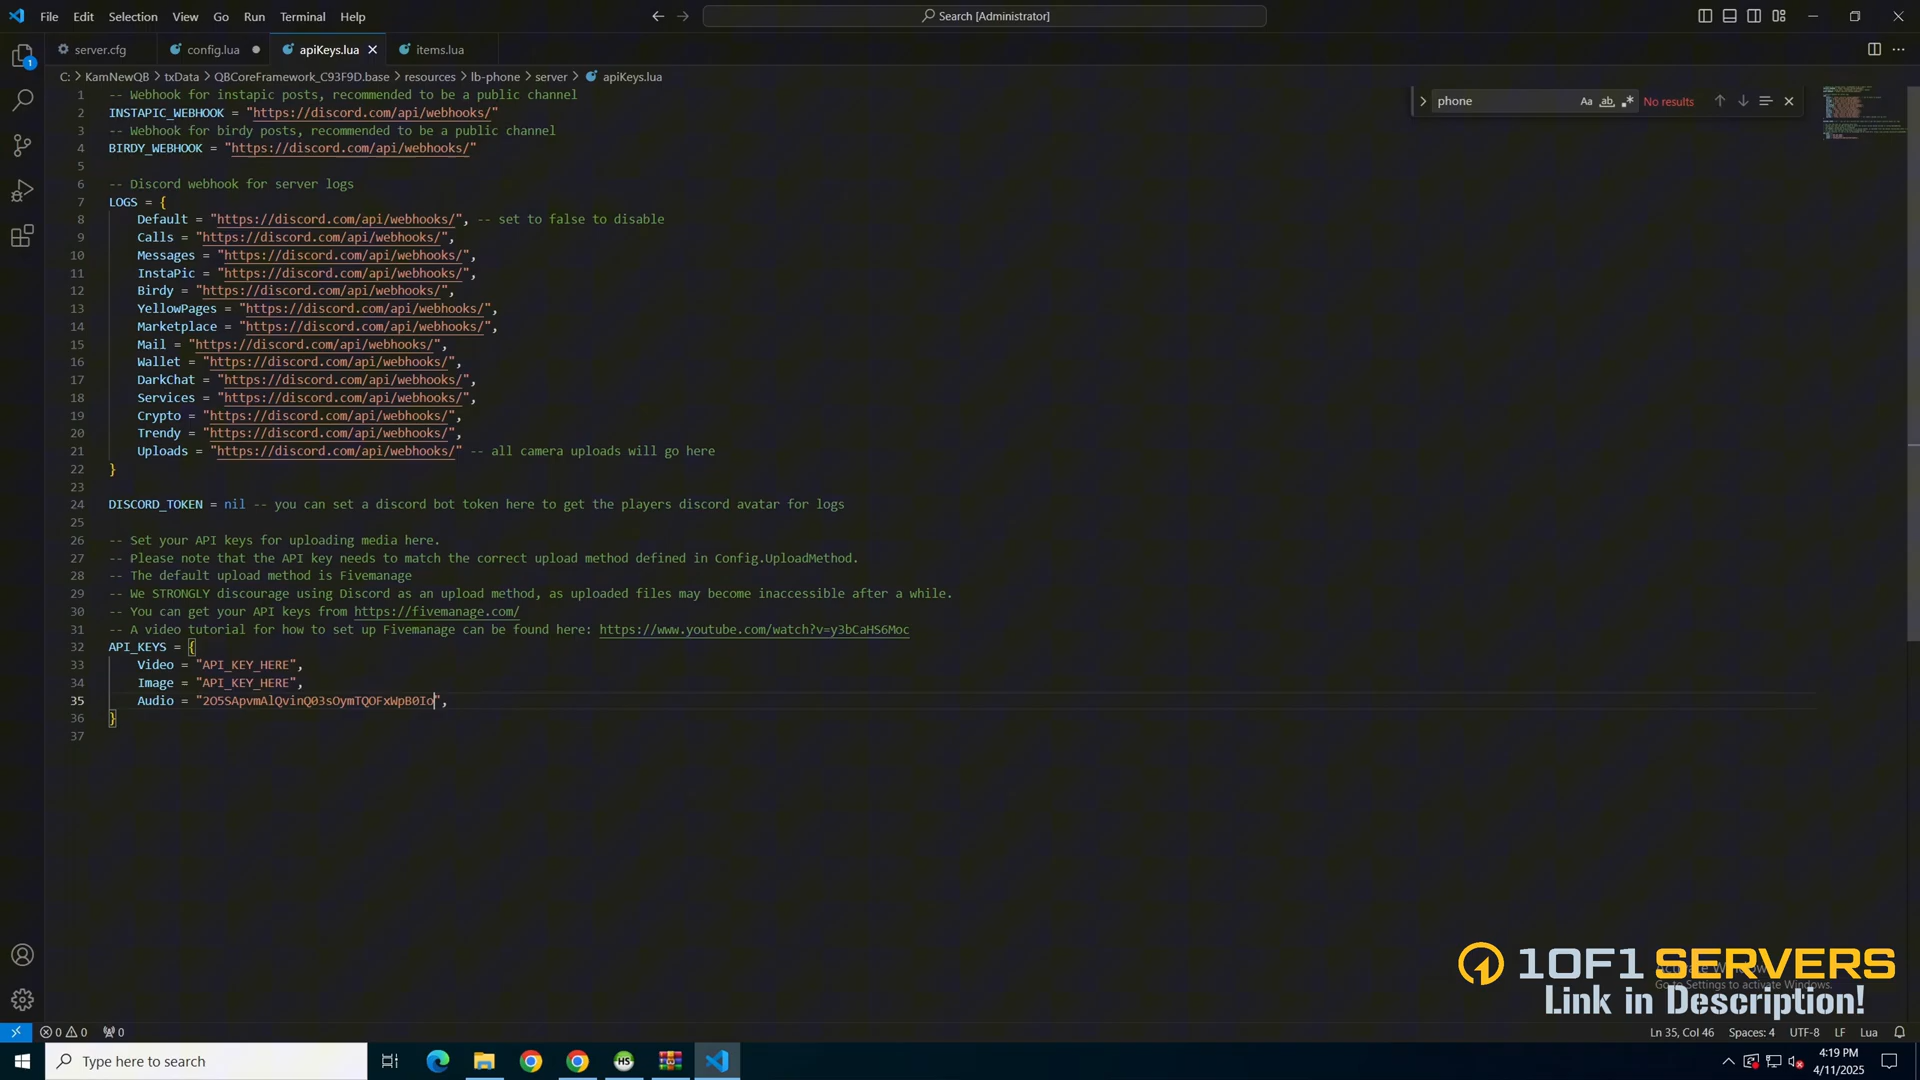 File Edit Selection View Go Run Terminal Help
Search [Administrator]
server.cfg config.lua apiKeys.lua items.lua
C: > KamNewQB > txData > QBCoreFramework_C93F9D.base > resources > lb-phone > server > apiKeys.lua
phone
Aa ab No results
1 -- Webhook for instapic posts, recommended to be a public channel
2 INSTAPIC_WEBHOOK = "https://discord.com/api/webhooks/"
3 -- Webhook for birdy posts, recommended to be a public channel
4 BIRDY_WEBHOOK = "https://discord.com/api/webhooks/"
5
6 -- Discord webhook for server logs
7 LOGS = {
8 Default = "https://discord.com/api/webhooks/", -- set to false to disable
9 Calls = "https://discord.com/api/webhooks/",
10 Messages = "https://discord.com/api/webhooks/",
11 InstaPic = "https://discord.com/api/webhooks/",
12 Birdy = "https://discord.com/api/webhooks/",
13 YellowPages = "https://discord.com/api/webhooks/",
14 Marketplace = "https://discord.com/api/webhooks/",
15 Mail = "https://discord.com/api/webhooks/",
16 Wallet = "https://discord.com/api/webhooks/",
17 DarkChat = "https://discord.com/api/webhooks/",
18 Services = "https://discord.com/api/webhooks/",
19 Crypto = "https://discord.com/api/webhooks/",
20 Trendy = "https://discord.com/api/webhooks/",
21 Uploads = "https://discord.com/api/webhooks/" -- all camera uploads will go here
22 }
23
24 DISCORD_TOKEN = nil -- you can set a discord bot token here to get the players discord avatar for logs
25
26 -- Set your API keys for uploading media here.
27 -- Please note that the API key needs to match the correct upload method defined in Config.UploadMethod.
28 -- The default upload method is Fivemanage
29 -- We STRONGLY discourage using Discord as an upload method, as uploaded files may become inaccessible after a while.
30 -- You can get your API keys from https://fivemanage.com/
31 -- A video tutorial for how to set up Fivemanage can be found here: https://www.youtube.com/watch?v=y3bCaHS6Moc
32 API_KEYS = {
33 Video = "API_KEY_HERE",
34 Image = "API_KEY_HERE",
35 Audio = "2O5SApvmAlQvinQ03sOymTQOFxWpB0Io",
36 }
37
1OF1 SERVERS
Go to Settings to activate Windows.
Link in Description!
0 0 0
Ln 35, Col 46 Spaces: 4 UTF-8 LF Lua
Type here to search
HS
4:19 PM
4/11/2025